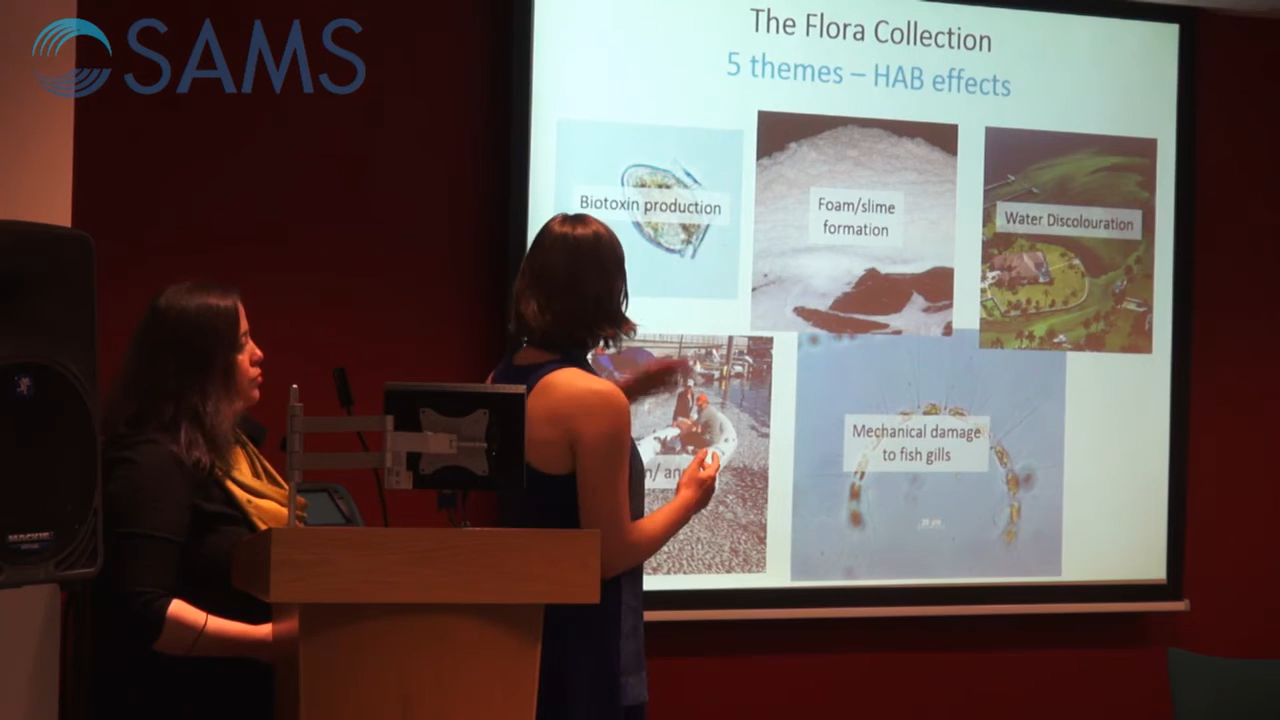 SAMS
The Flora Collection
5 themes – HAB effects
Biotoxin production
Foam/slime
formation
Water Discolouration
Mechanical damage
to fish gills
MACKIE